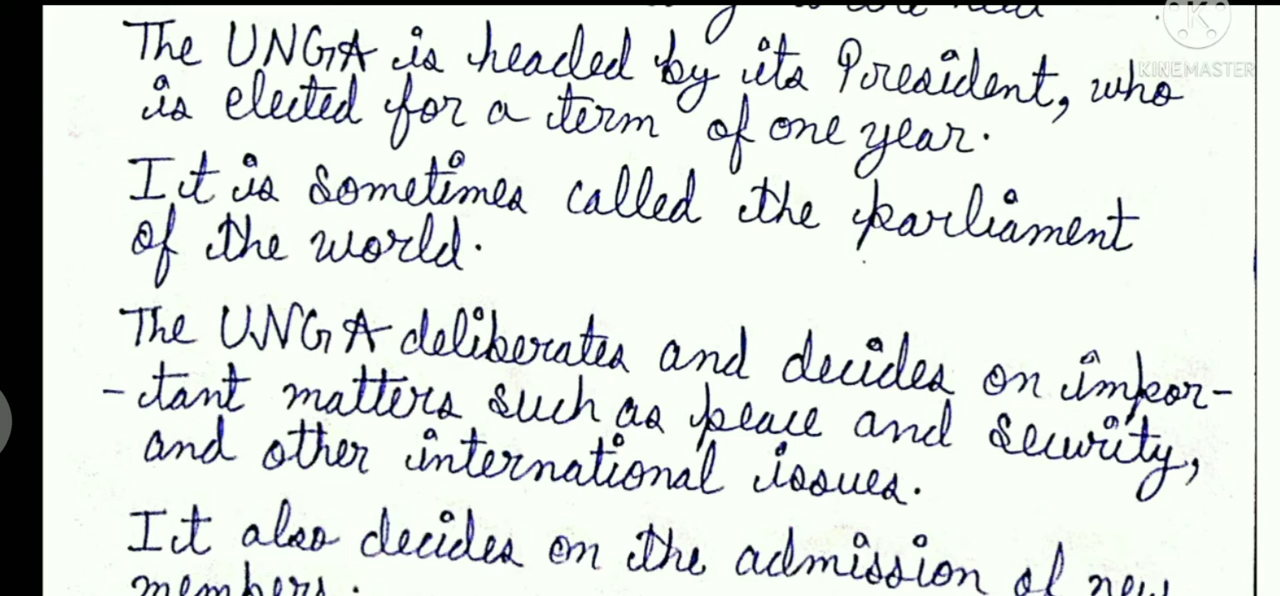 K
KINEMASTER
The UNGA is headed by its President, who
is elected for a term of one year.
It is sometimes called the parliament
of the world.
The UNGA deliberates and decides on impor-
-tant matters such as peace and security,
and other international issues.
It also decides on the admission of new
members.